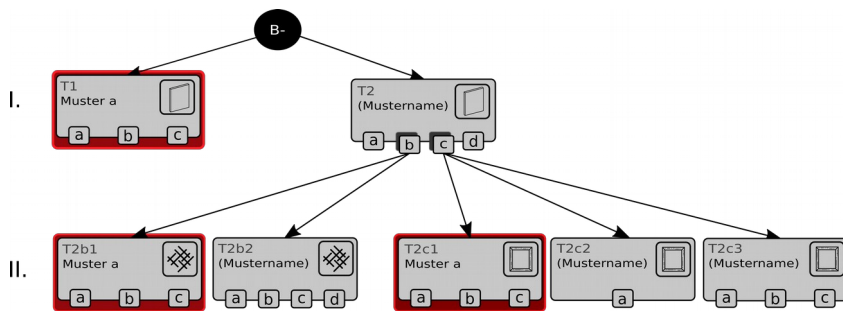 B-
I.
T1
Muster a
a b c
T2
(Mustername)
a b c d
II.
T2b1
Muster a
a b c
T2b2
(Mustername)
a b c d
T2c1
Muster a
a b c
T2c2
(Mustername)
a
T2c3
(Mustername)
a b c